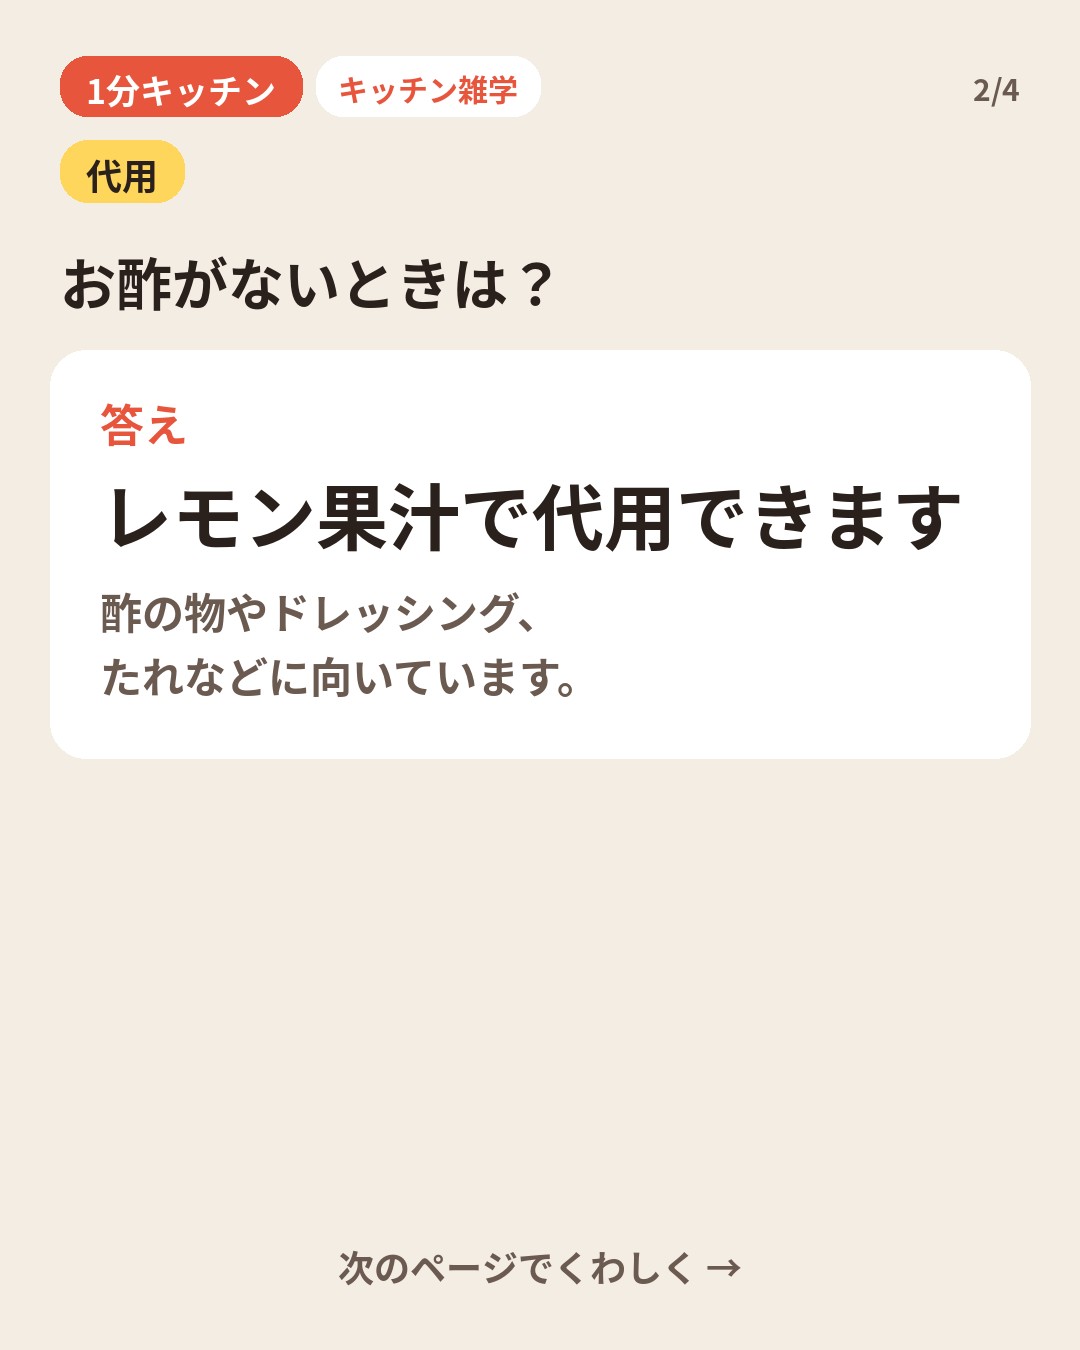 1分キッチン キッチン雑学 2/4
代用
お酢がないときは？
答え
レモン果汁で代用できます
酢の物やドレッシング、
たれなどに向いています。
次のページでくわしく →